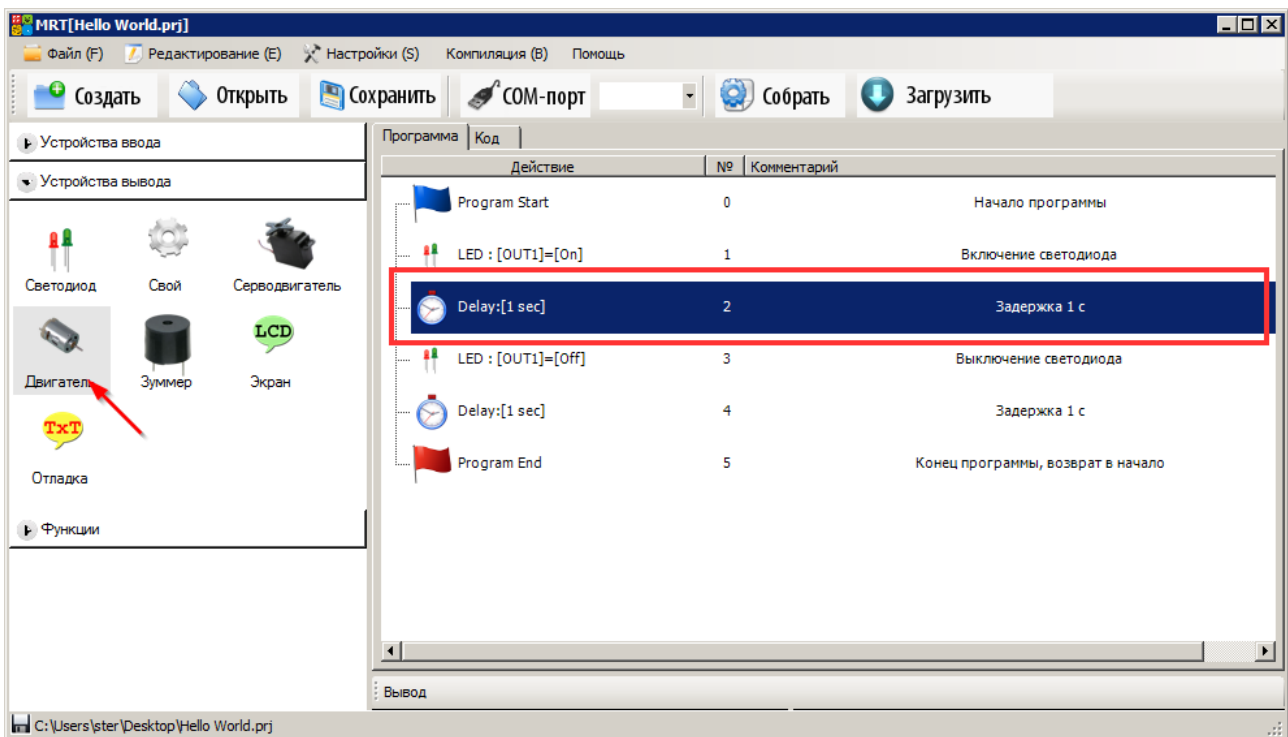 MRT[Hello World.prj]
Файл (F) Редактирование (E) Настройки (S) Компиляция (B) Помощь
Создать Открыть Сохранить COM-порт Собрать Загрузить
Устройства ввода
Устройства вывода
Светодиод Свой Серводвигатель
LCD
Двигатель Зуммер Экран
TxT
Отладка
Функции
Программа Код
Действие № Комментарий
Program Start 0 Начало программы
LED : [OUT1]=[On] 1 Включение светодиода
Delay:[1 sec] 2 Задержка 1 с
LED : [OUT1]=[Off] 3 Выключение светодиода
Delay:[1 sec] 4 Задержка 1 с
Program End 5 Конец программы, возврат в начало
Вывод
C:\Users\ster\Desktop\Hello World.prj